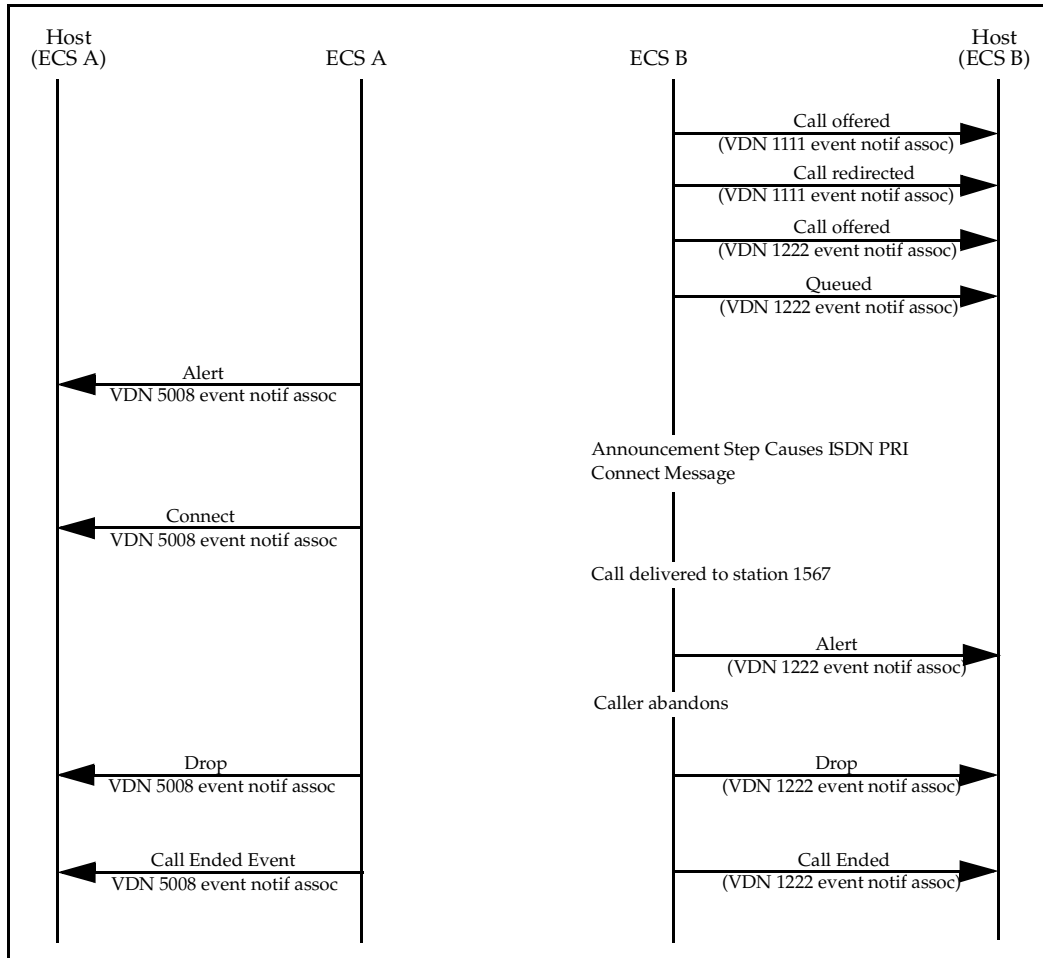 Host
(ECS A)
ECS A
ECS B
Host
(ECS B)
Call offered
(VDN 1111 event notif assoc)
Call redirected
(VDN 1111 event notif assoc)
Call offered
(VDN 1222 event notif assoc)
Queued
(VDN 1222 event notif assoc)
Alert
VDN 5008 event notif assoc
Announcement Step Causes ISDN PRI
Connect Message
Connect
VDN 5008 event notif assoc
Call delivered to station 1567
Alert
(VDN 1222 event notif assoc)
Caller abandons
Drop
VDN 5008 event notif assoc
Drop
(VDN 1222 event notif assoc)
Call Ended Event
VDN 5008 event notif assoc
Call Ended
(VDN 1222 event notif assoc)